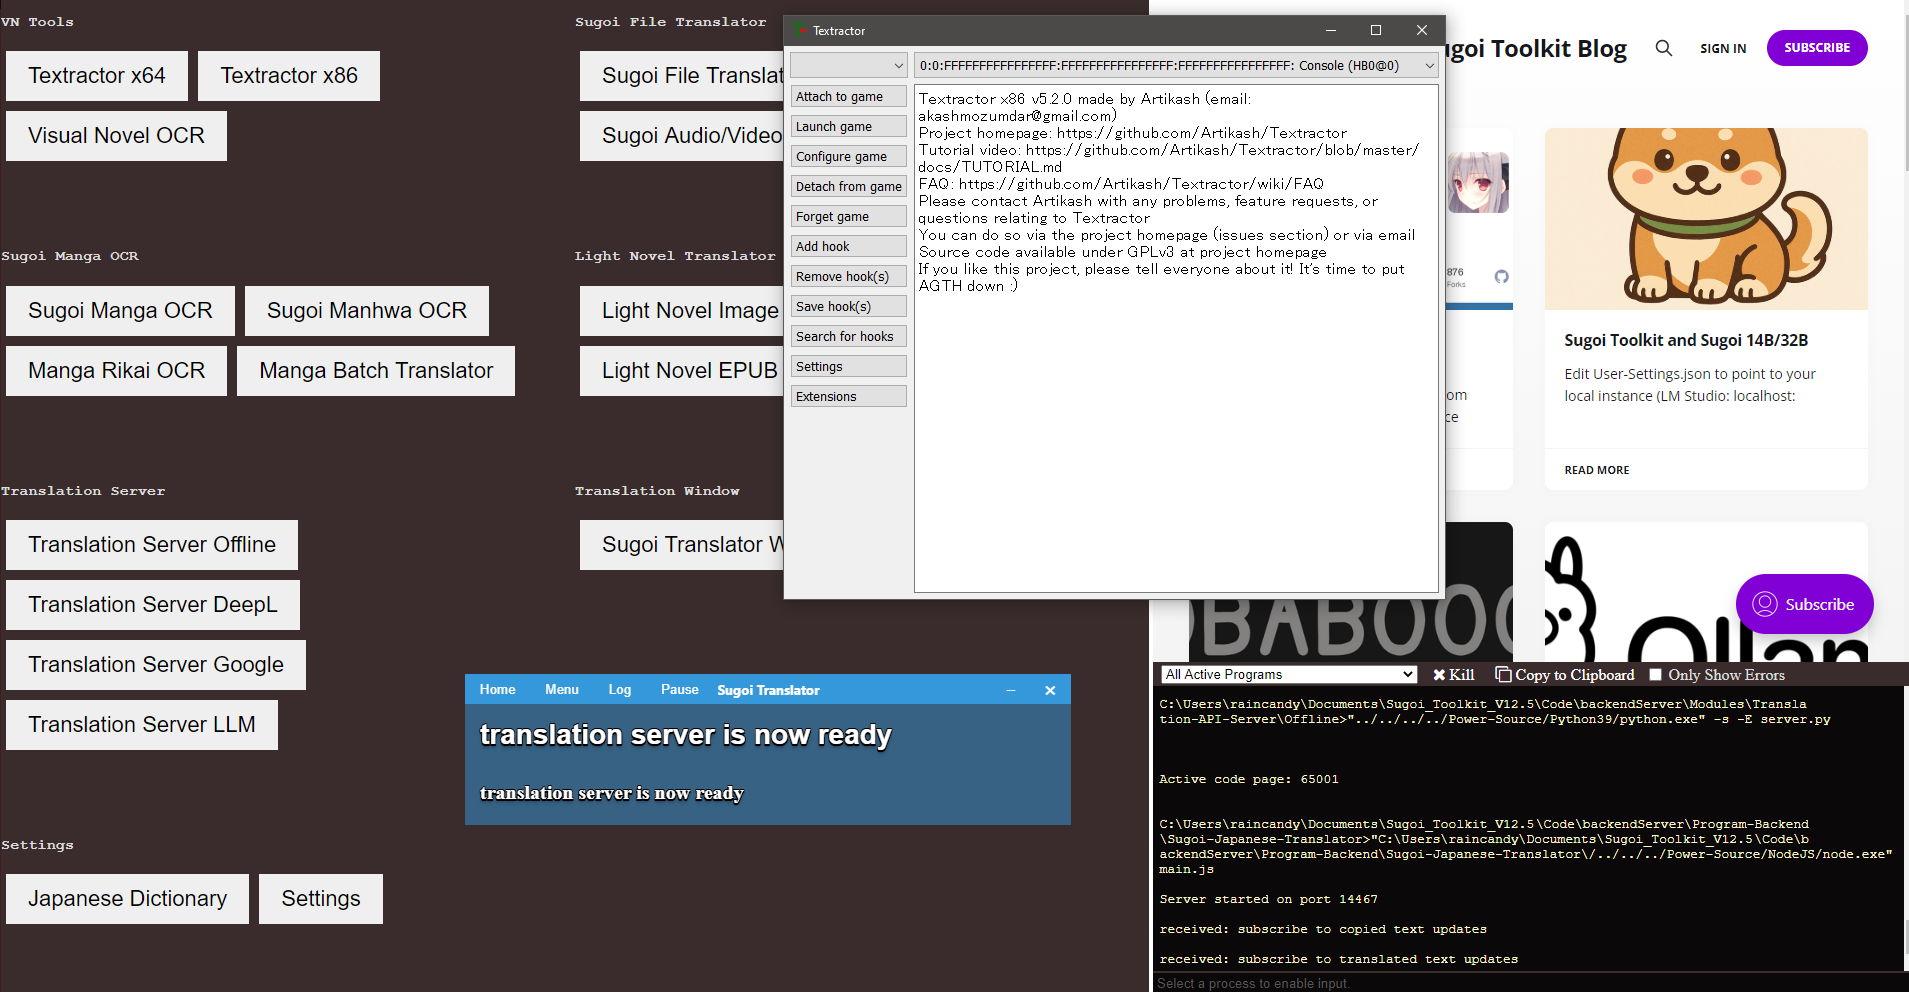 VN Tools
Textractor x64
Textractor x86
Visual Novel OCR
Sugoi Manga OCR
Sugoi Manga OCR
Sugoi Manhwa OCR
Manga Rikai OCR
Manga Batch Translator
Translation Server
Translation Server Offline
Translation Server DeepL
Translation Server Google
Translation Server LLM
Settings
Japanese Dictionary
Settings
Sugoi File Translator
Sugoi File Translat
Sugoi Audio/Video
Light Novel Translator
Light Novel Image
Light Novel EPUB
Translation Window
Sugoi Translator W
Textractor
0:0:FFFFFFFFFFFFFFFF:FFFFFFFFFFFFFFFF:FFFFFFFFFFFFFFFF: Console (HB0@0)
Attach to game
Launch game
Configure game
Detach from game
Forget game
Add hook
Remove hook(s)
Save hook(s)
Search for hooks
Settings
Extensions
Textractor x86 v5.2.0 made by Artikash (email:
akashmozumdar@gmail.com)
Project homepage: https://github.com/Artikash/Textractor
Tutorial video: https://github.com/Artikash/Textractor/blob/master/
docs/TUTORIAL.md
FAQ: https://github.com/Artikash/Textractor/wiki/FAQ
Please contact Artikash with any problems, feature requests, or
questions relating to Textractor
You can do so via the project homepage (issues section) or via email
Source code available under GPLv3 at project homepage
If you like this project, please tell everyone about it! It's time to put
AGTH down :)
Home Menu Log Pause Sugoi Translator
translation server is now ready
translation server is now ready
ugoi Toolkit Blog
SIGN IN
SUBSCRIBE
876
Forks
om
ce
Sugoi Toolkit and Sugoi 14B/32B
Edit User-Settings.json to point to your
local instance (LM Studio: localhost:
READ MORE
OBABOO
Ollam
Subscribe
All Active Programs
Kill
Copy to Clipboard
Only Show Errors
C:\Users\raincandy\Documents\Sugoi_Toolkit_V12.5\Code\backendServer\Modules\Transla
tion-API-Server\Offline>"../../../../Power-Source/Python39/python.exe" -s -E server.py
Active code page: 65001
C:\Users\raincandy\Documents\Sugoi_Toolkit_V12.5\Code\backendServer\Program-Backend
\Sugoi-Japanese-Translator>"C:\Users\raincandy\Documents\Sugoi_Toolkit_V12.5\Code\b
ackendServer\Program-Backend\Sugoi-Japanese-Translator\/../../../Power-Source/NodeJS/node.exe"
main.js
Server started on port 14467
received: subscribe to copied text updates
received: subscribe to translated text updates
Select a process to enable input.